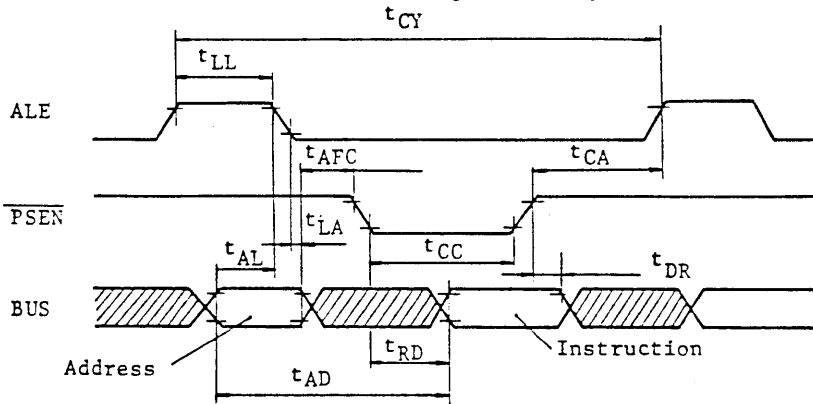 tCY
tLL
ALE
tAFC
tCA
PSEN
tLA
tAL
tCC
tDR
BUS
Address
tRD
Instruction
tAD